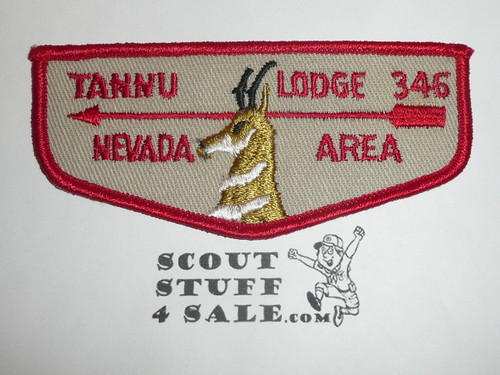 TANNU LODGE 346
NEVADA AREA
SCOUT
STUFF
4 SALE.com